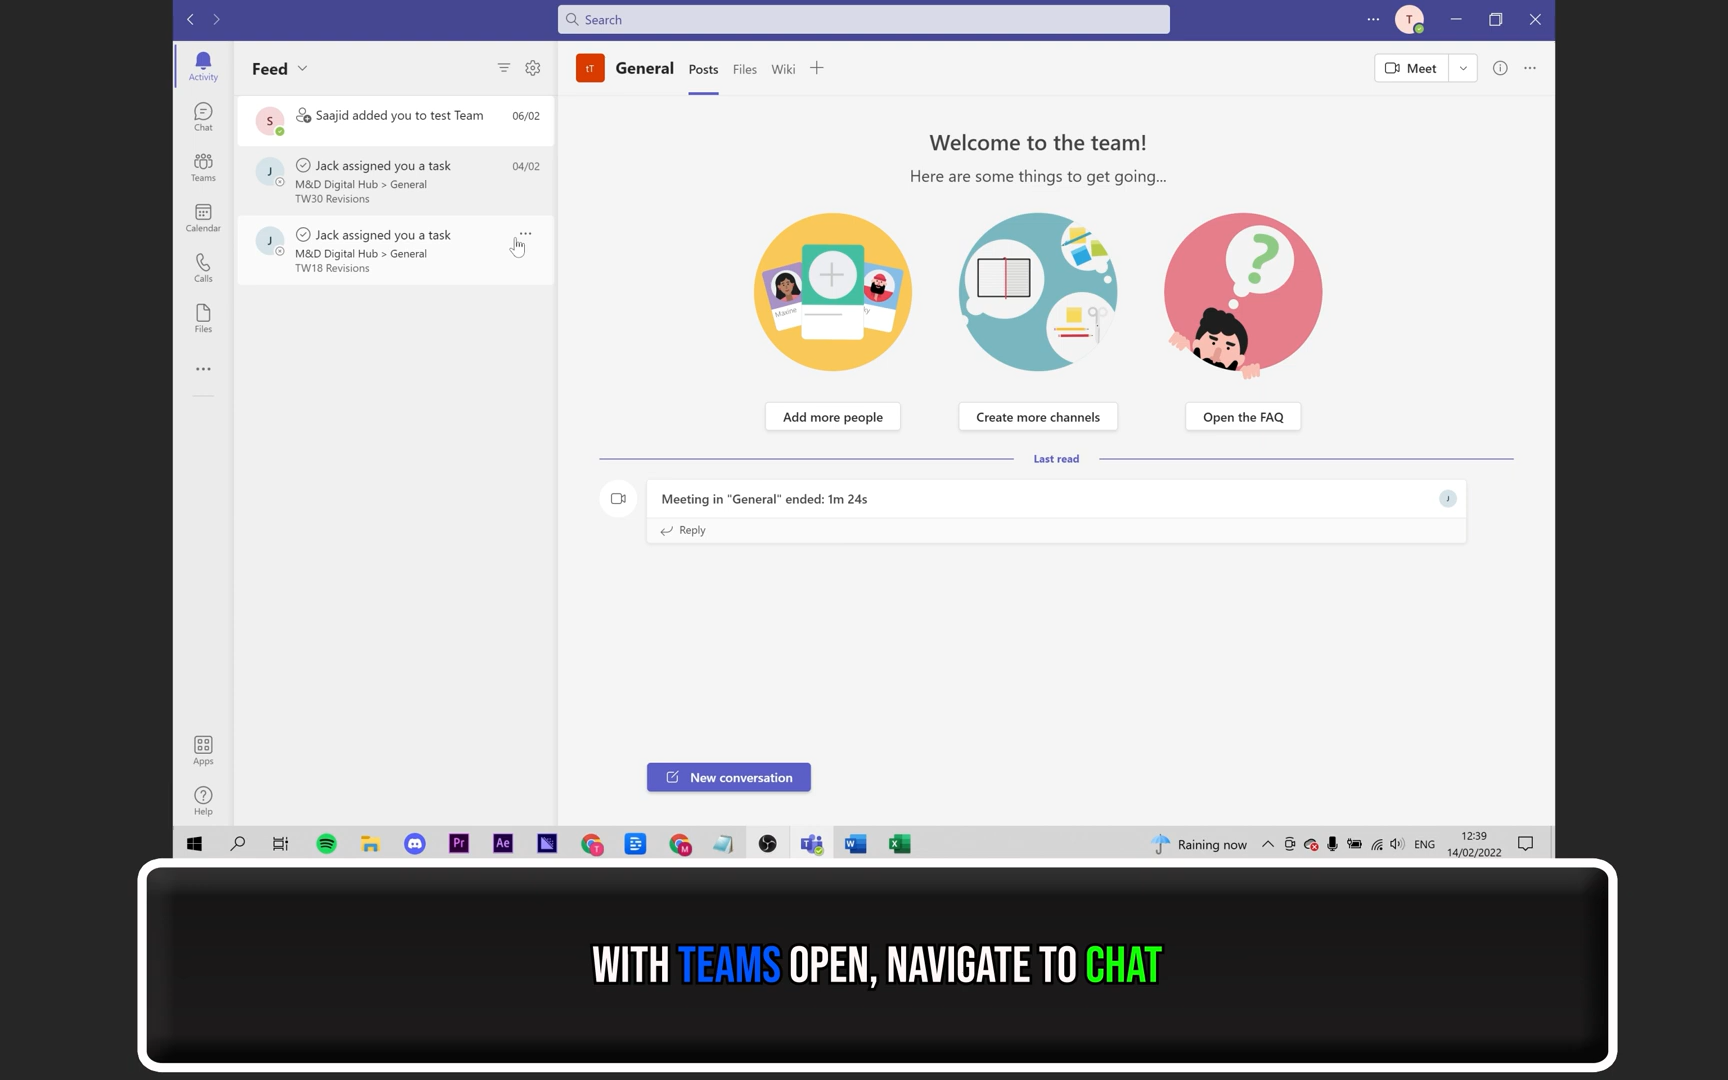 Search
T
Activity
Chat
Teams
Calendar
Calls
Files
Apps
Help
Feed
S
Saajid added you to test Team
06/02
J
Jack assigned you a task
04/02
M&D Digital Hub > General
TW30 Revisions
J
Jack assigned you a task
M&D Digital Hub > General
TW18 Revisions
tT
General
Posts
Files
Wiki
Meet
Welcome to the team!
Here are some things to get going...
Maxine
Add more people
Create more channels
Open the FAQ
Last read
Meeting in "General" ended: 1m 24s
J
Reply
New conversation
Pr
Ae
T
M
T
W
X
Raining now
ENG
12:39
14/02/2022
WITH TEAMS OPEN, NAVIGATE TO CHAT